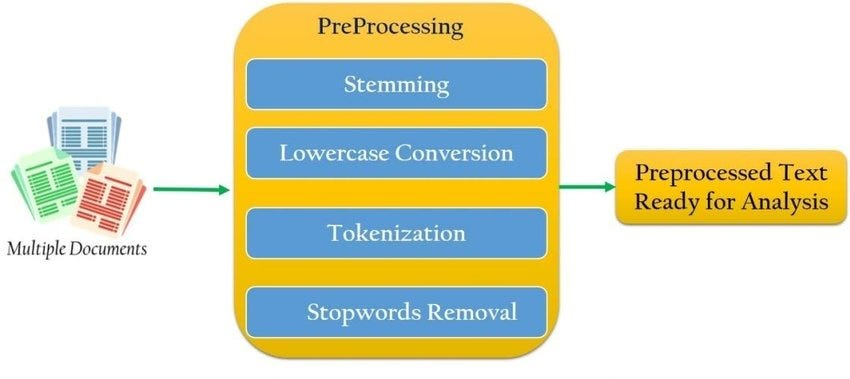 PreProcessing
Stemming
Lowercase Conversion
Tokenization
Stopwords Removal
Multiple Documents
Preprocessed Text
Ready for Analysis